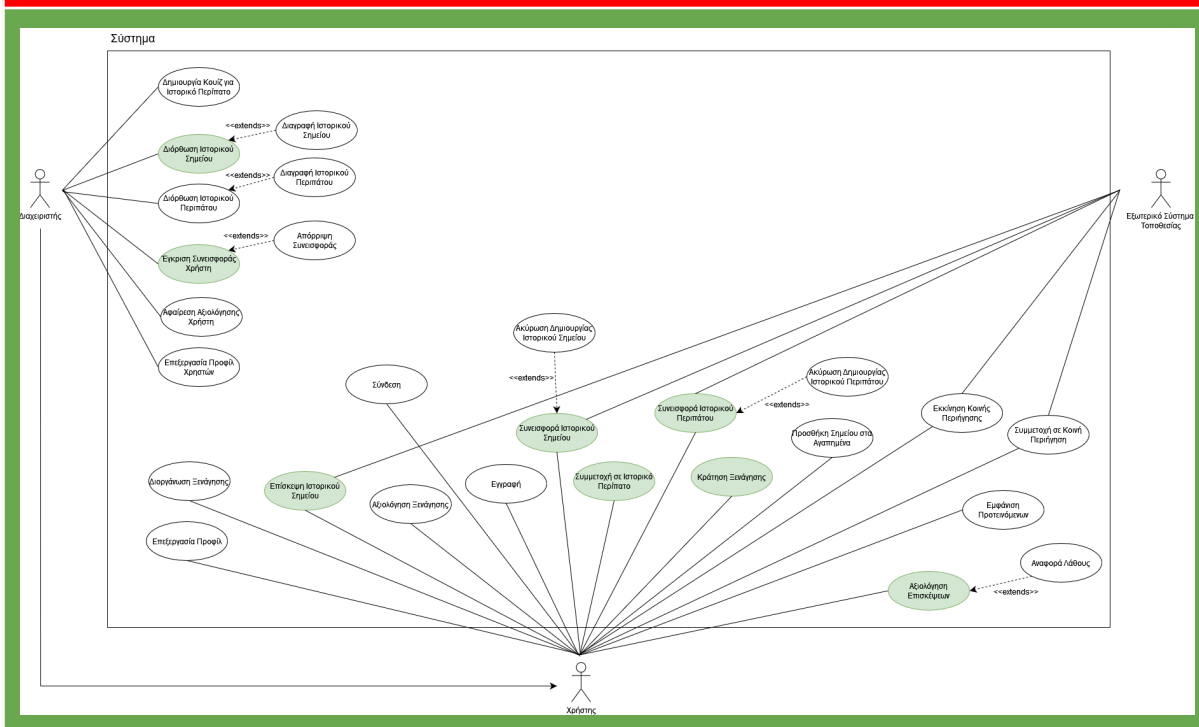 Σύστημα
Δημιουργία Κουίζ για
Ιστορικό Περίπατο
<<extends>>
Διαγραφή Ιστορικού
Σημείου
Διόρθωση Ιστορικού
Σημείου
<<extends>>
Διαγραφή Ιστορικού
Περιπάτου
Διόρθωση Ιστορικού
Περιπάτου
Διαχειριστής
Εξωτερικό Σύστημα
Τοποθεσίας
<<extends>>
Απόρριψη
Συνεισφοράς
Έγκριση Συνεισφοράς
Χρήστη
Αφαίρεση Αξιολόγησης
Χρήστη
Ακύρωση Δημιουργίας
Ιστορικού Σημείου
Επεξεργασία Προφίλ
Χρηστών
<<extends>>
Σύνδεση
Ακύρωση Δημιουργίας
Ιστορικού Περιπάτου
<<extends>>
Συνεισφορά Ιστορικού
Περιπάτου
Εκκίνηση Κοινής
Περιήγησης
Συνεισφορά Ιστορικού
Σημείου
Προσθήκη Σημείου στα
Αγαπημένα
Συμμετοχή σε Κοινή
Περιήγηση
Διοργάνωση Ξενάγησης
Επίσκεψη Ιστορικού
Σημείου
Αξιολόγηση Ξενάγησης
Εγγραφή
Συμμετοχή σε Ιστορικό
Περίπατο
Κράτηση Ξενάγησης
Εμφάνιση
Προτεινόμενων
Επεξεργασία Προφίλ
Αναφορά Λάθους
Αξιολόγηση
Επισκέψεων
<<extends>>
Χρήστης